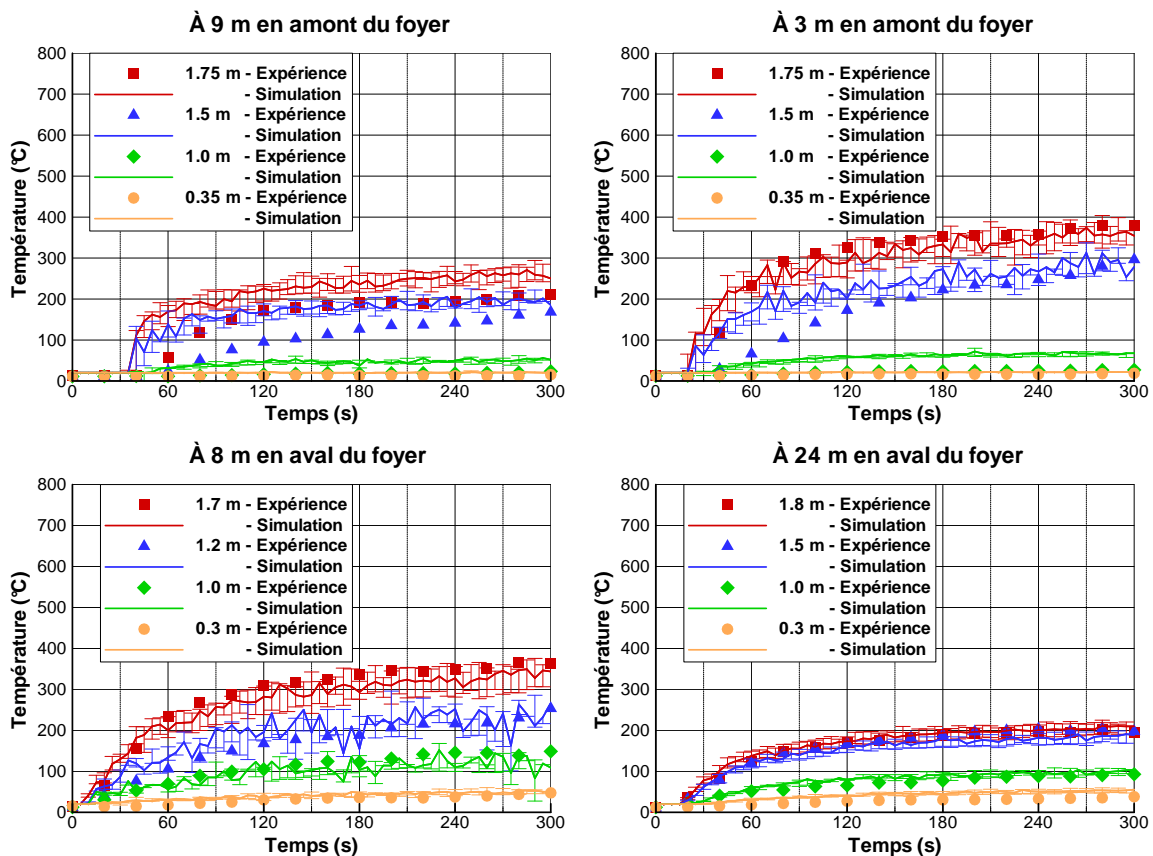 À 9 m en amont du foyer
800
700
600
500
400
300
200
100
0
Température (°C)
1.75 m - Expérience
- Simulation
1.5 m - Expérience
- Simulation
1.0 m - Expérience
- Simulation
0.35 m - Expérience
- Simulation
0 60 120 180 240 300
Temps (s)
À 3 m en amont du foyer
800
700
600
500
400
300
200
100
0
Température (°C)
1.75 m - Expérience
- Simulation
1.5 m - Expérience
- Simulation
1.0 m - Expérience
- Simulation
0.35 m - Expérience
- Simulation
0 60 120 180 240 300
Temps (s)
À 8 m en aval du foyer
800
700
600
500
400
300
200
100
0
Température (°C)
1.7 m - Expérience
- Simulation
1.2 m - Expérience
- Simulation
1.0 m - Expérience
- Simulation
0.3 m - Expérience
- Simulation
0 60 120 180 240 300
Temps (s)
À 24 m en aval du foyer
800
700
600
500
400
300
200
100
0
Température (°C)
1.8 m - Expérience
- Simulation
1.5 m - Expérience
- Simulation
1.0 m - Expérience
- Simulation
0.3 m - Expérience
- Simulation
0 60 120 180 240 300
Temps (s)